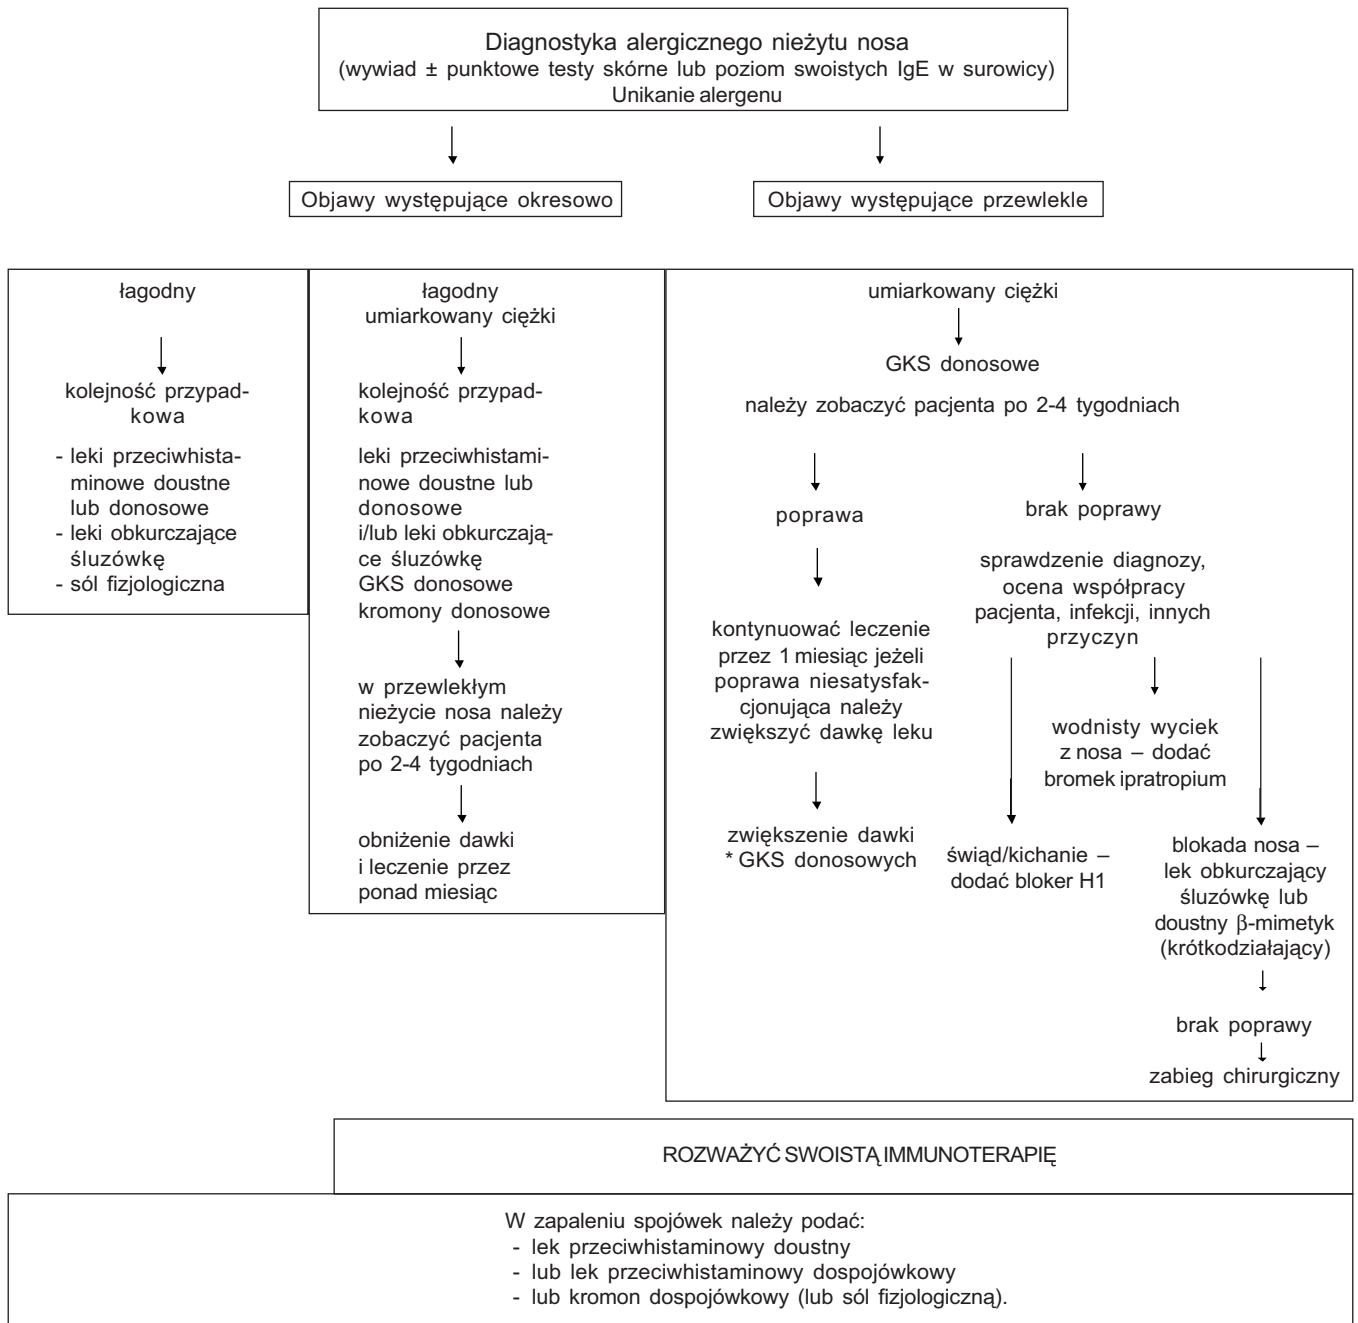 Diagnostyka alergicznego nieżytu nosa
(wywiad ± punktowe testy skórne lub poziom swoistych IgE w surowicy)
Unikanie alergenu
Objawy występujące okresowo
Objawy występujące przewlekle
łagodny
kolejność przypad-
kowa
- leki przeciwhista-
minowe doustne
lub donosowe
- leki obkurczające
śluzówkę
- sól fizjologiczna
łagodny
umiarkowany ciężki
kolejność przypad-
kowa
leki przeciwhistami-
nowe doustne lub
donosowe
i/lub leki obkurczają-
ce śluzówkę
GKS donosowe
kromony donosowe
w przewlekłym
nieżycie nosa należy
zobaczyć pacjenta
po 2-4 tygodniach
obniżenie dawki
i leczenie przez
ponad miesiąc
umiarkowany ciężki
GKS donosowe
należy zobaczyć pacjenta po 2-4 tygodniach
poprawa
kontynuować leczenie
przez 1 miesiąc jeżeli
poprawa niesatysfak-
cjonująca należy
zwiększyć dawkę leku
zwiększenie dawki
* GKS donosowych
brak poprawy
sprawdzenie diagnozy,
ocena współpracy
pacjenta, infekcji, innych
przyczyn
świąd/kichanie –
dodać bloker H1
wodnisty wyciek
z nosa – dodać
bromek ipratropium
blokada nosa –
lek obkurczający
śluzówkę lub
doustny β-mimetyk
(krótkodziałający)
brak poprawy
zabieg chirurgiczny
ROZWAŻYĆ SWOISTĄ IMMUNOTERAPIĘ
W zapaleniu spojówek należy podać:
- lek przeciwhistaminowy doustny
- lub lek przeciwhistaminowy dospojówkowy
- lub kromon dospojówkowy (lub sól fizjologiczną).